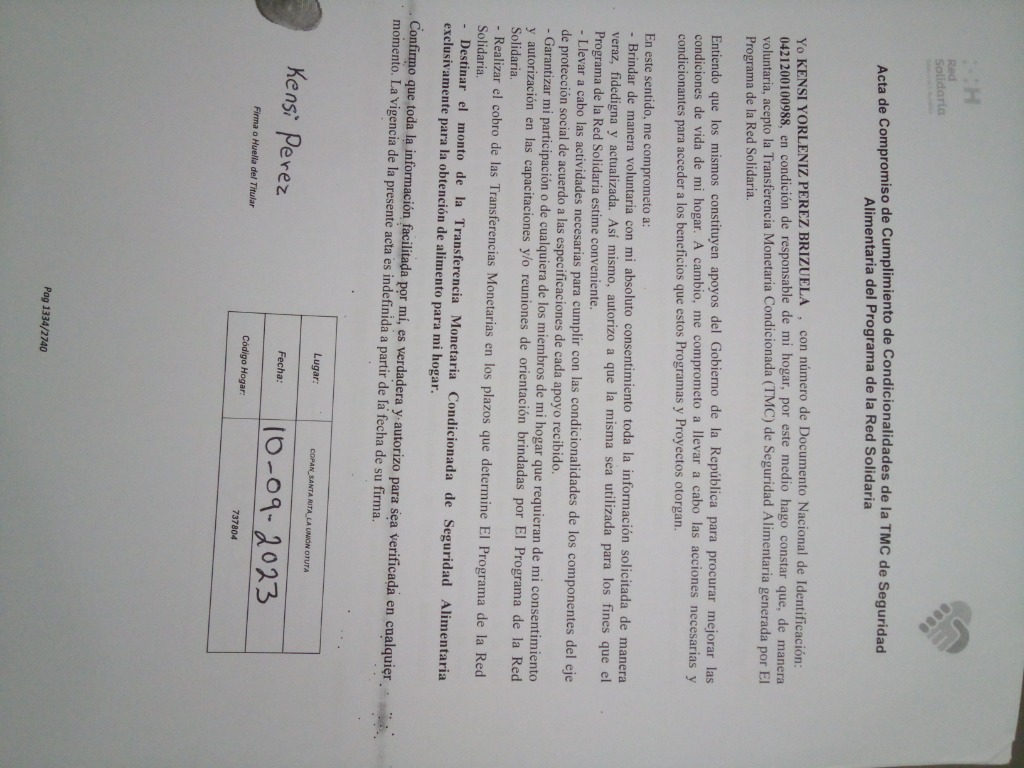 Red
Solidaria
Acta de Compromiso de Cumplimiento de Condicionalidades de la TMC de Seguridad
Alimentaria del Programa de la Red Solidaria
Yo KENSI YORLENIZ PEREZ BRIZUELA , con número de Documento Nacional de Identificación:
0421200100988, en condición de responsable de mi hogar, por este medio hago constar que, de manera
voluntaria, acepto la Transferencia Monetaria Condicionada (TMC) de Seguridad Alimentaria generada por El
Programa de la Red Solidaria.
Entiendo que los mismos constituyen apoyos del Gobierno de la República para procurar mejorar las
condiciones de vida de mi hogar. A cambio, me comprometo a llevar a cabo las acciones necesarias y
condicionantes para acceder a los beneficios que estos Programas y Proyectos otorgan.
En este sentido, me comprometo a:
- Brindar de manera voluntaria con mi absoluto consentimiento toda la información solicitada de manera
veraz, fidedigna y actualizada. Así mismo, autorizo a que la misma sea utilizada para los fines que el
Programa de la Red Solidaria estime conveniente.
- Llevar a cabo las actividades necesarias para cumplir con las condicionalidades de los componentes del eje
de protección social de acuerdo a las especificaciones de cada apoyo recibido.
- Garantizar mi participación o de cualquiera de los miembros de mi hogar que requieran de mi consentimiento
y autorización en las capacitaciones y/o reuniones de orientación brindadas por El Programa de la Red
Solidaria.
- Realizar el cobro de las Transferencias Monetarias en los plazos que determine El Programa de la Red
Solidaria.
- Destinar el monto de la Transferencia Monetaria Condicionada de Seguridad Alimentaria
exclusivamente para la obtención de alimento para mi hogar.
Confirmo que toda la información facilitada por mí, es verdadera y autorizo para sea verificada en cualquier
momento. La vigencia de la presente acta es indefinida a partir de la fecha de su firma.
Kensi Perez
Firma o Huella del Titular
Lugar: COPAN_SANTA RITA_LA UNION OTUTA
Fecha: 10-09-2023
Código Hogar: 737804
Pag 1334/2740